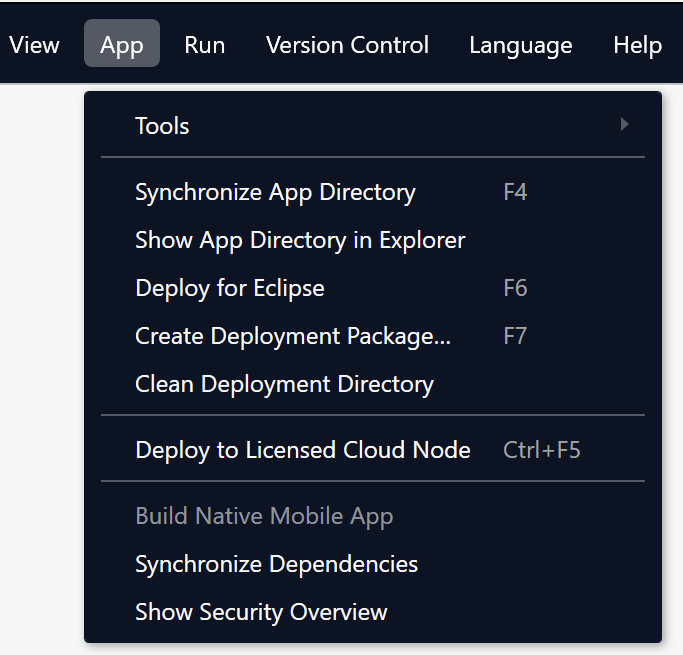 View App Run Version Control Language Help
Tools
Synchronize App Directory F4
Show App Directory in Explorer
Deploy for Eclipse F6
Create Deployment Package... F7
Clean Deployment Directory
Deploy to Licensed Cloud Node Ctrl+F5
Build Native Mobile App
Synchronize Dependencies
Show Security Overview